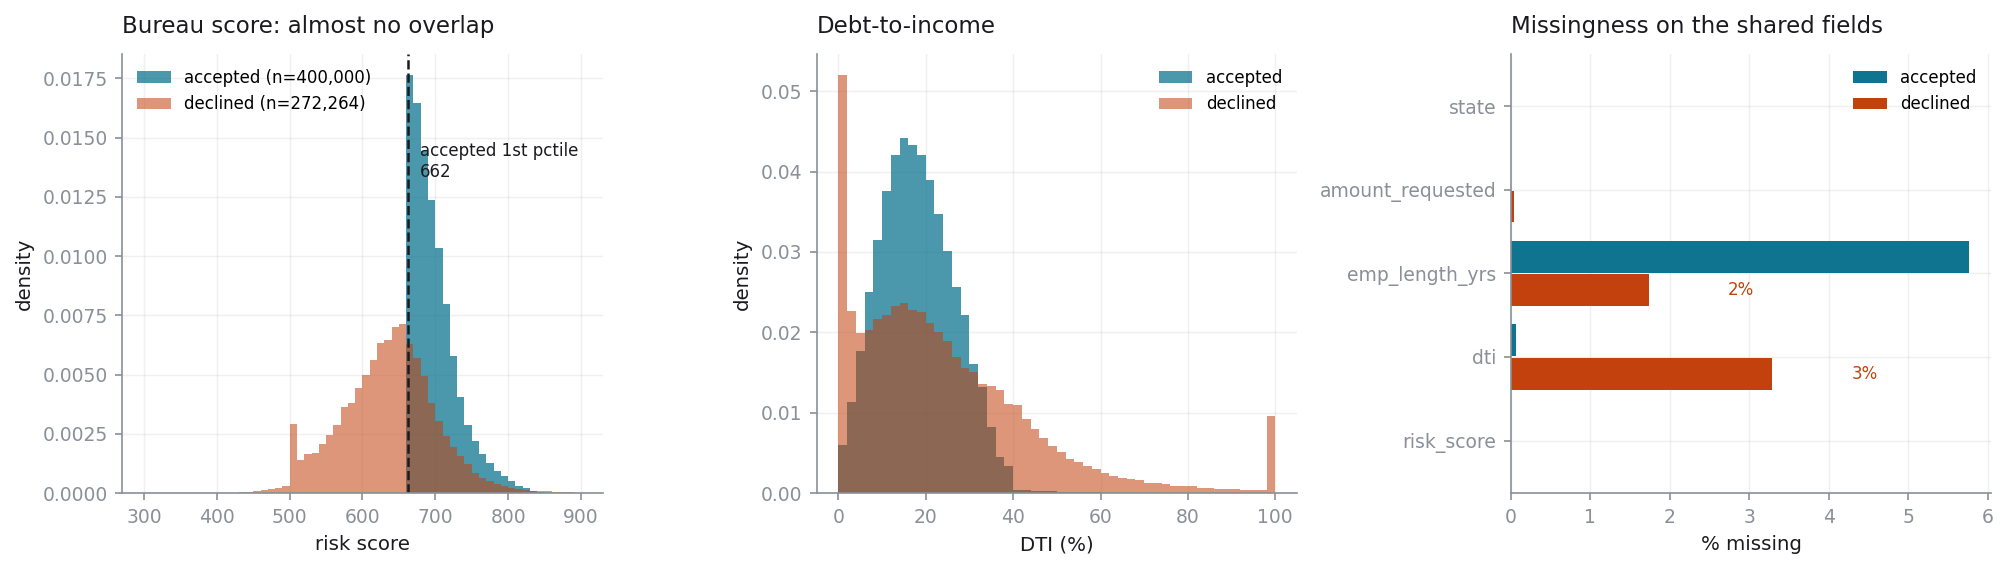 Bureau score: almost no overlap
accepted (n=400,000)
declined (n=272,264)
accepted 1st pctile
662
density
0.0175
0.0150
0.0125
0.0100
0.0075
0.0050
0.0025
0.0000
300 400 500 600 700 800 900
risk score
Debt-to-income
accepted
declined
density
0.05
0.04
0.03
0.02
0.01
0.00
0 20 40 60 80 100
DTI (%)
Missingness on the shared fields
accepted
declined
state
amount_requested
emp_length_yrs
2%
dti
3%
risk_score
0 1 2 3 4 5 6
% missing